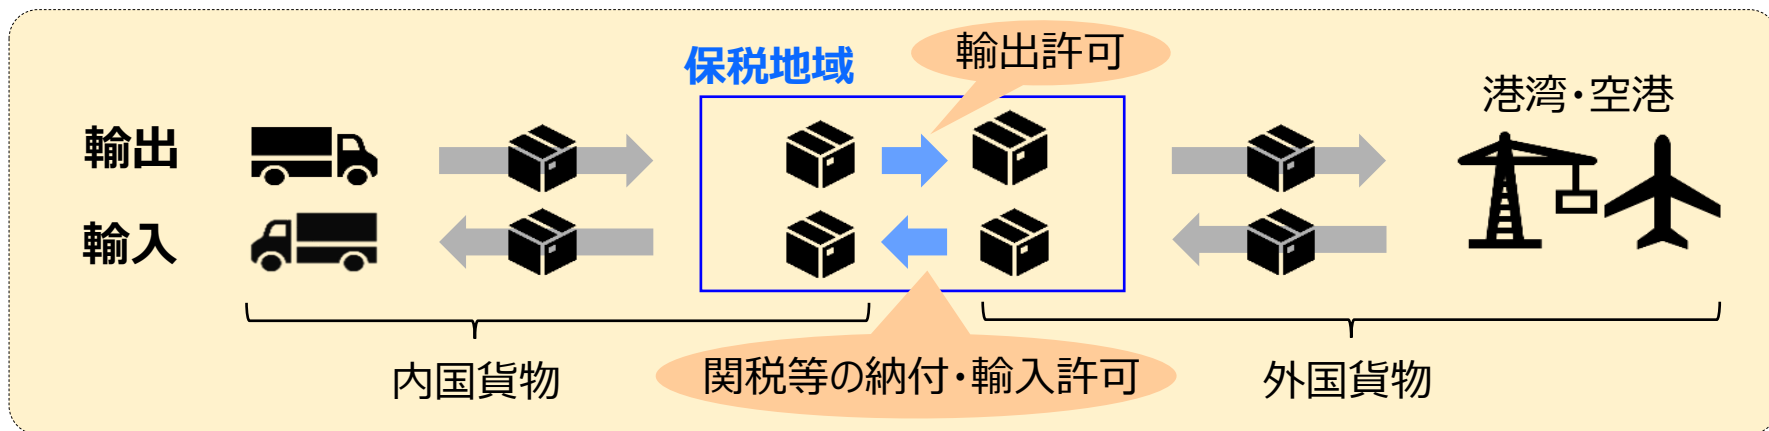 保税地域
輸出許可
港湾・空港
輸出
輸入
内国貨物
関税等の納付・輸入許可
外国貨物